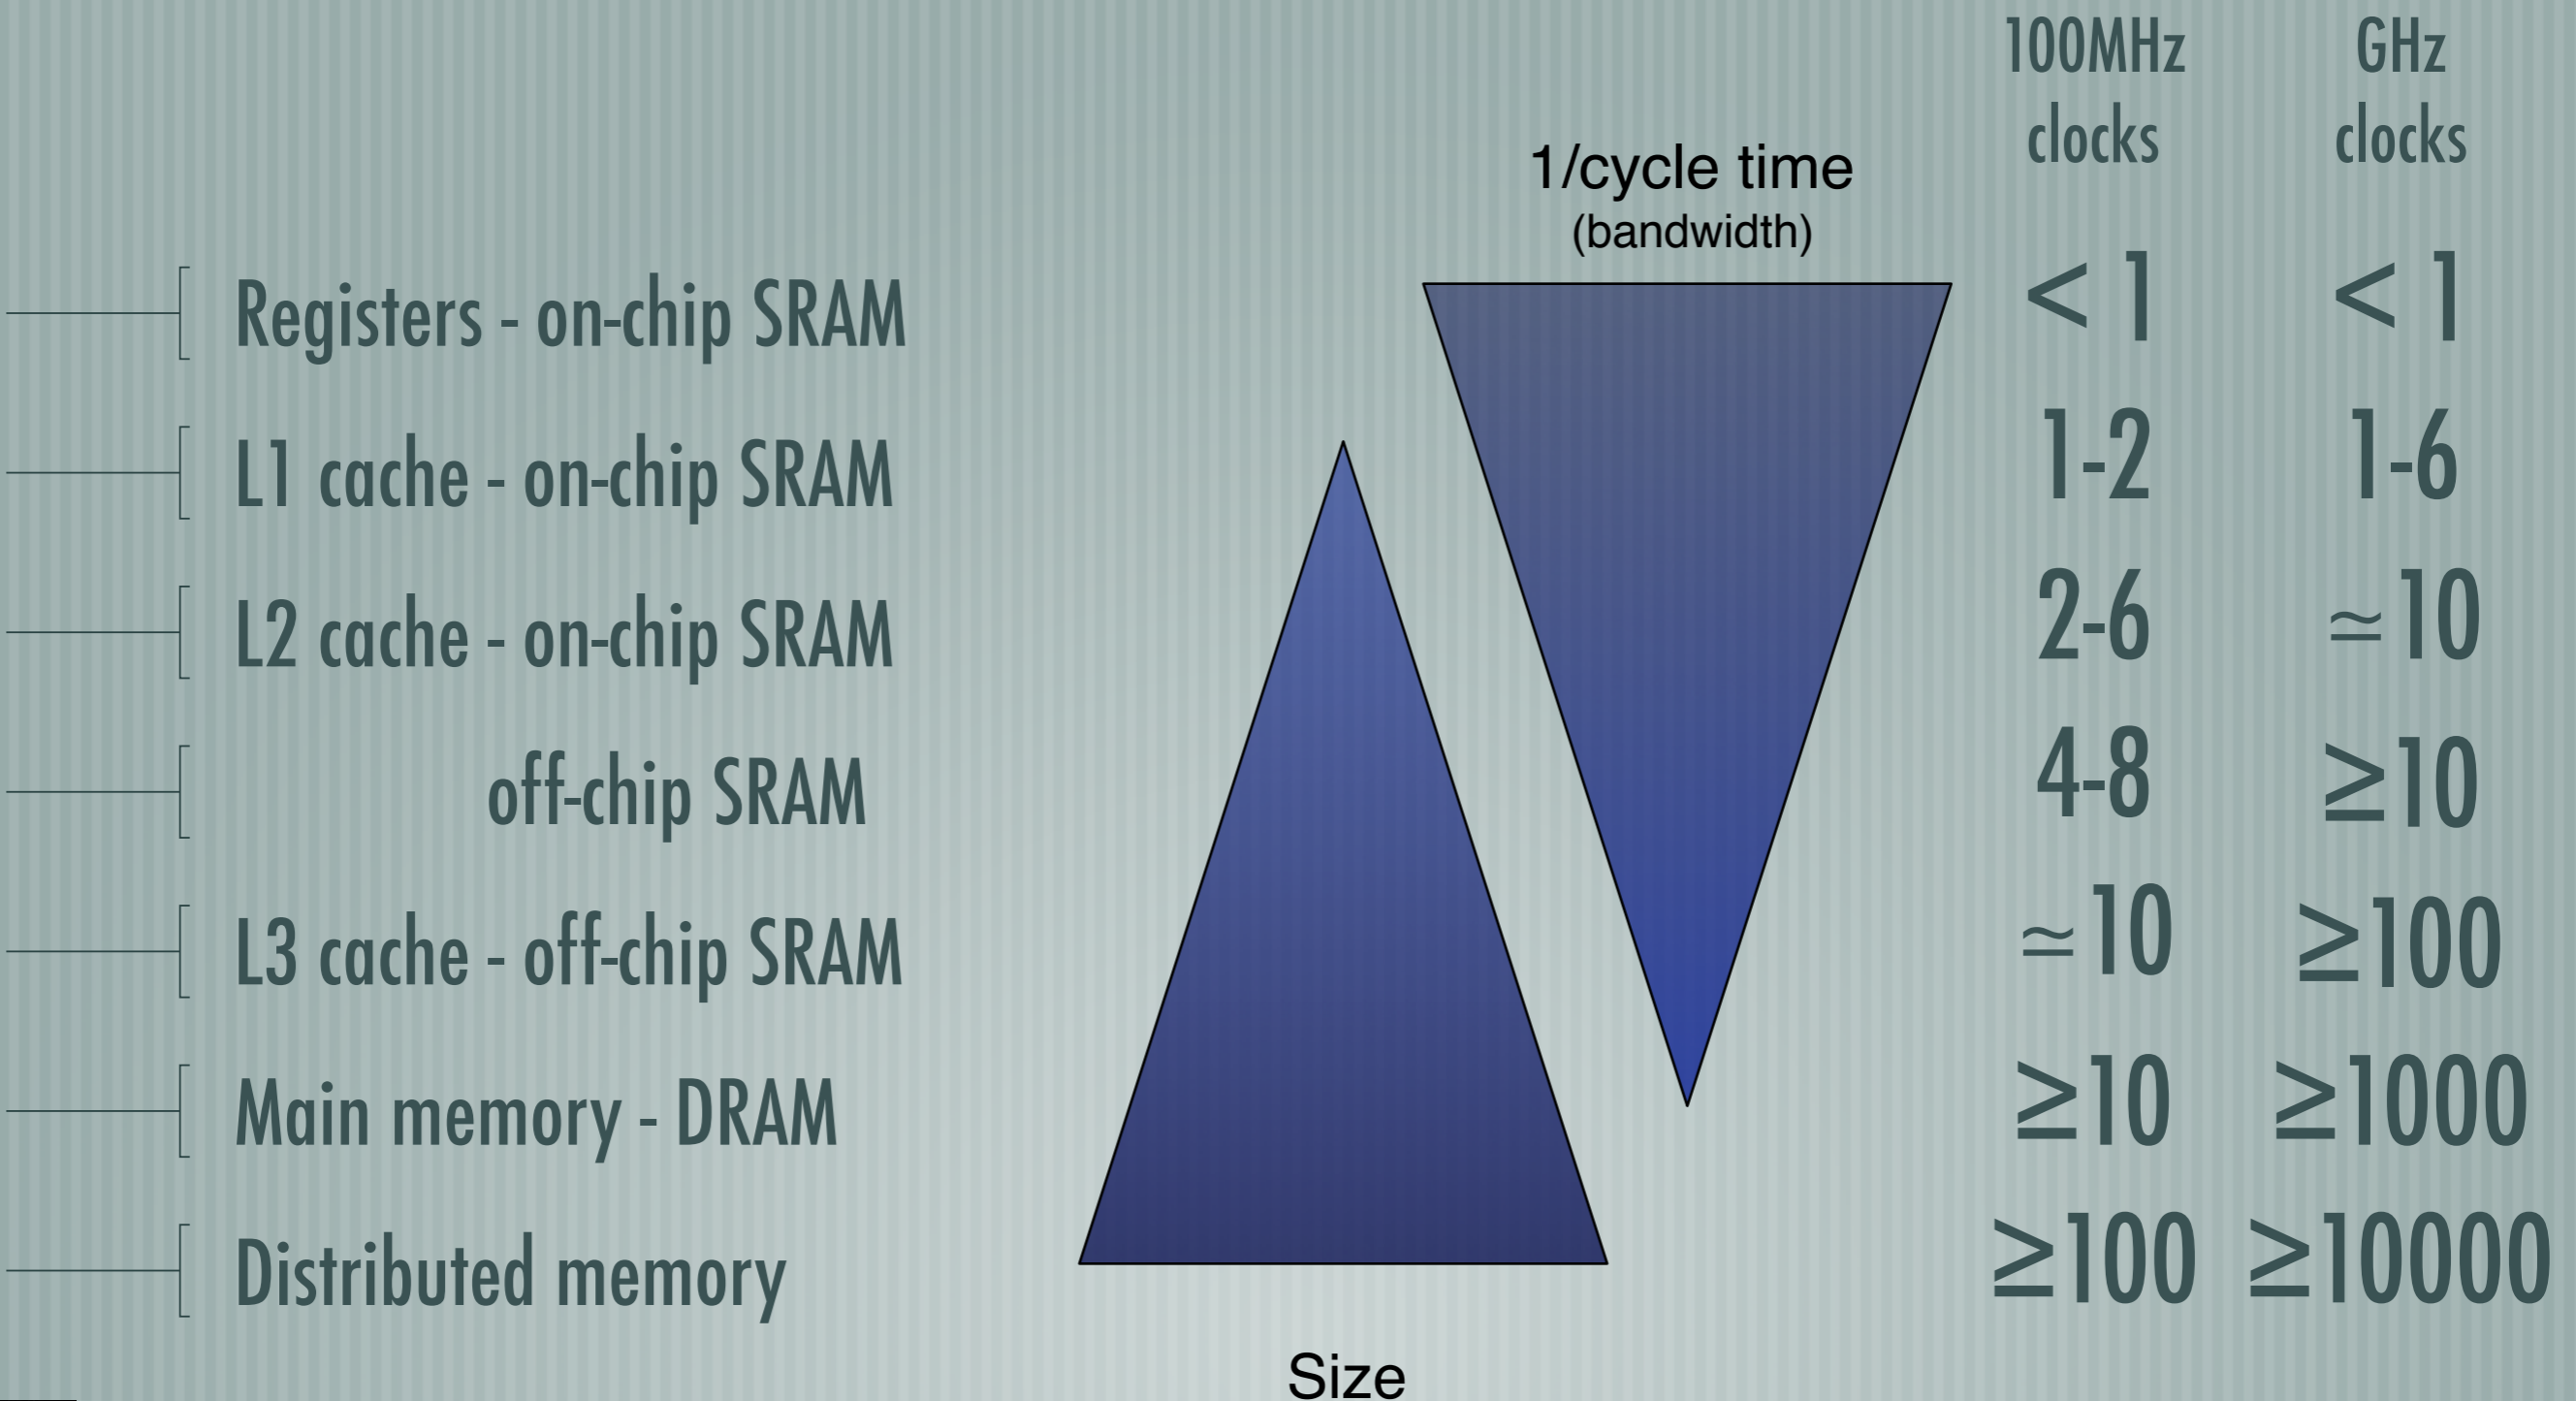 100MHz GHz
clocks clocks
1/cycle time
(bandwidth)
Registers - on-chip SRAM < 1 < 1
L1 cache - on-chip SRAM 1-2 1-6
L2 cache - on-chip SRAM 2-6 ≃10
off-chip SRAM 4-8 ≥10
L3 cache - off-chip SRAM ≃10 ≥100
Main memory - DRAM ≥10 ≥1000
Distributed memory ≥100 ≥10000
Size